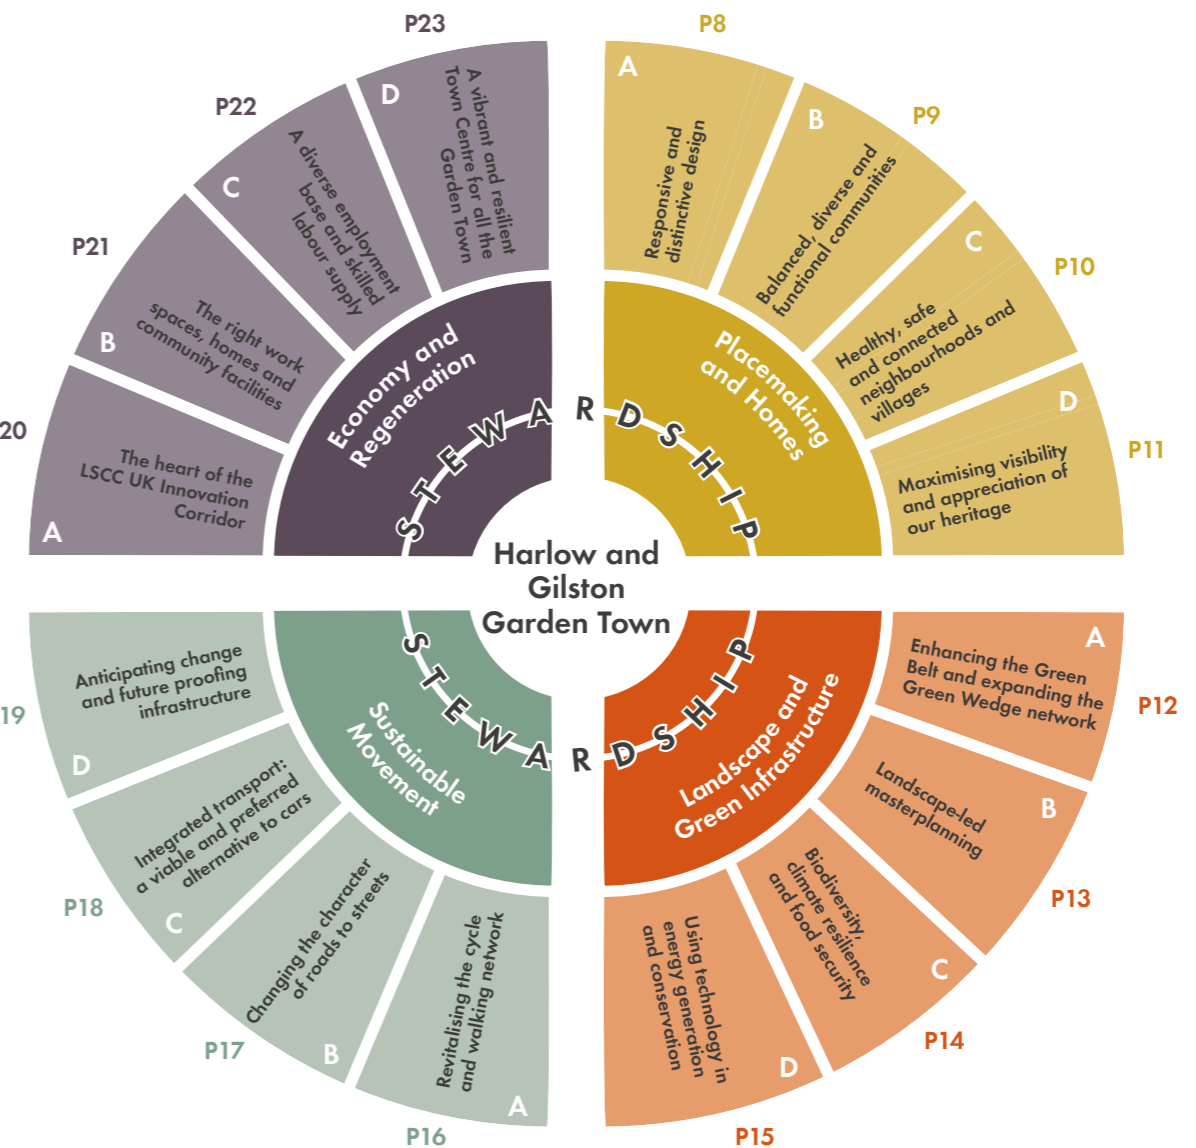 P23
D
A vibrant and resilient
Town Centre for all the
Garden Town
P22
C
A diverse employment
base and skilled
labour supply
P21
B
The right work
spaces, homes and
community facilities
20
A
The heart of the
LSCC UK Innovation
Corridor
Economy and
Regeneration
P8
A
Responsive and
distinctive design
P9
B
Balanced, diverse and
functional communities
P10
C
Healthy, safe
and connected
neighbourhoods and
villages
P11
D
Maximising visibility
and appreciation of
our heritage
Placemaking
and Homes
STEWARDSHIP
Harlow and
Gilston
Garden Town
STEWARDSHIP
Landscape and
Green Infrastructure
A
Enhancing the Green
Belt and expanding the
Green Wedge network
P12
B
Landscape-led
masterplanning
P13
C
Biodiversity,
climate resilience
and food security
P14
D
Using technology in
energy generation
and conservation
P15
Sustainable
Movement
A
Revitalising the cycle
and walking network
P16
B
Changing the character
of roads to streets
P17
C
Integrated transport:
a viable and preferred
alternative to cars
P18
D
Anticipating change
and future proofing
infrastructure
19